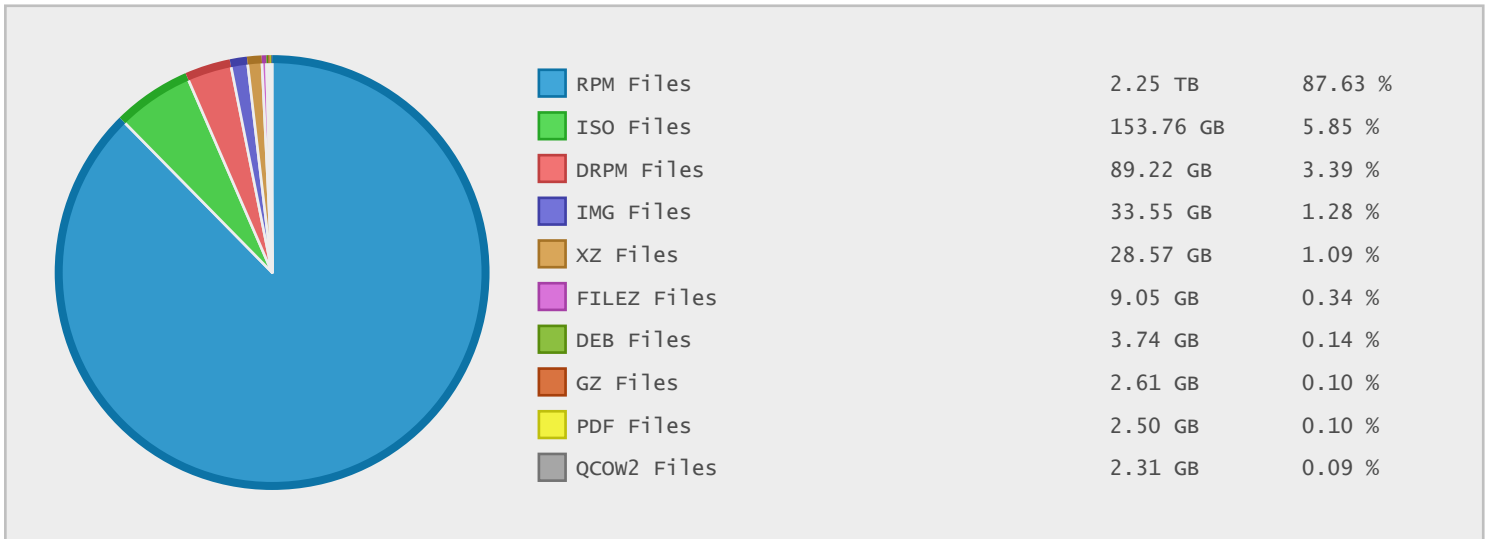 RPM Files 2.25 TB 87.63 %
ISO Files 153.76 GB 5.85 %
DRPM Files 89.22 GB 3.39 %
IMG Files 33.55 GB 1.28 %
XZ Files 28.57 GB 1.09 %
FILEZ Files 9.05 GB 0.34 %
DEB Files 3.74 GB 0.14 %
GZ Files 2.61 GB 0.10 %
PDF Files 2.50 GB 0.10 %
QCOW2 Files 2.31 GB 0.09 %